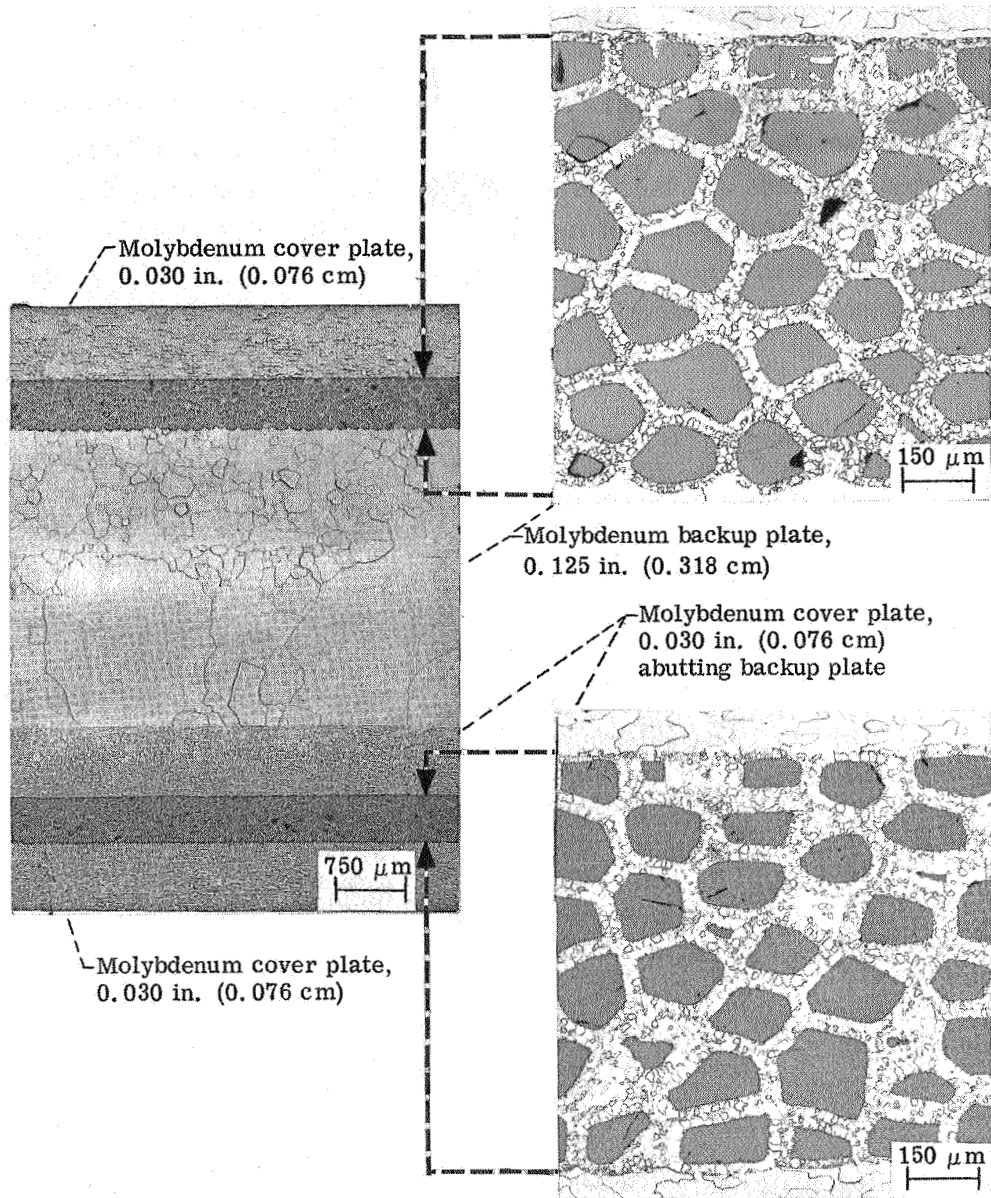 Molybdenum cover plate,
0.030 in. (0.076 cm)
150 μm
Molybdenum backup plate,
0.125 in. (0.318 cm)
Molybdenum cover plate,
0.030 in. (0.076 cm)
abutting backup plate
750 μm
Molybdenum cover plate,
0.030 in. (0.076 cm)
150 μm